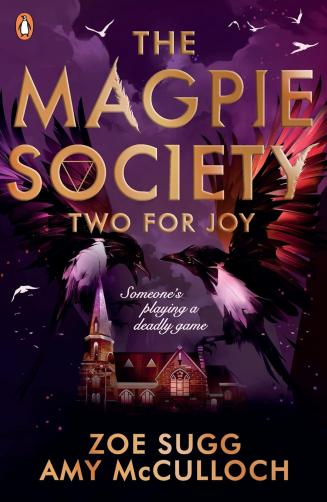 THE
MAGPIE
SOCIETY
TWO FOR JOY
Someone's
playing a
deadly game
ZOE SUGG
AMY McCULLOCH